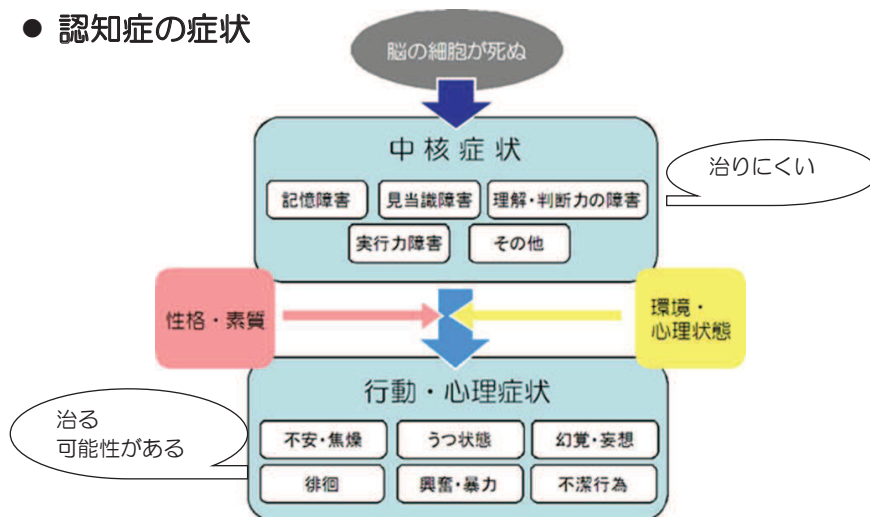 ● 認知症の症状
脳の細胞が死ぬ
中核症状
治りにくい
記憶障害
見当識障害
理解・判断力の障害
実行力障害
その他
性格・素質
環境・
心理状態
行動・心理症状
治る
可能性がある
不安・焦燥
うつ状態
幻覚・妄想
徘徊
興奮・暴力
不潔行為